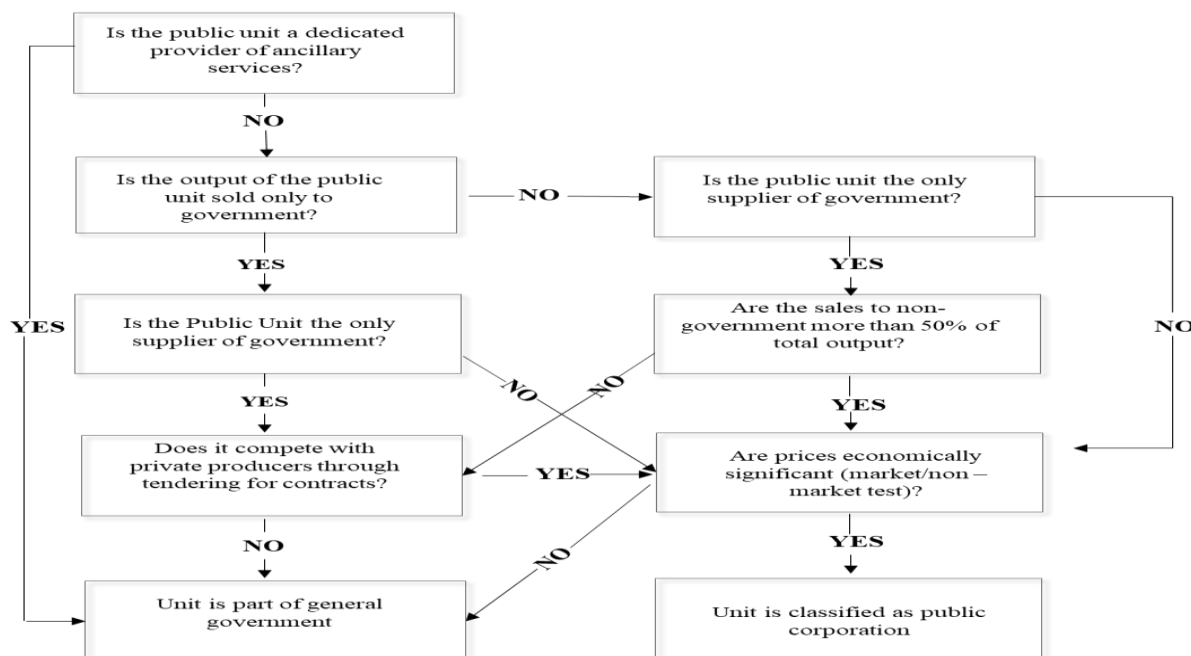 Is the public unit a dedicated
provider of ancillary
services?
NO
Is the output of the public
unit sold only to
government?
NO
Is the public unit the only
supplier of government?
YES
YES
YES
Is the Public Unit the only
supplier of government?
Are the sales to non-
government more than 50% of
total output?
NO
NO
NO
YES
YES
Does it compete with
private producers through
tendering for contracts?
YES
Are prices economically
significant (market/non –
market test)?
NO
NO
YES
Unit is part of general
government
Unit is classified as public
corporation